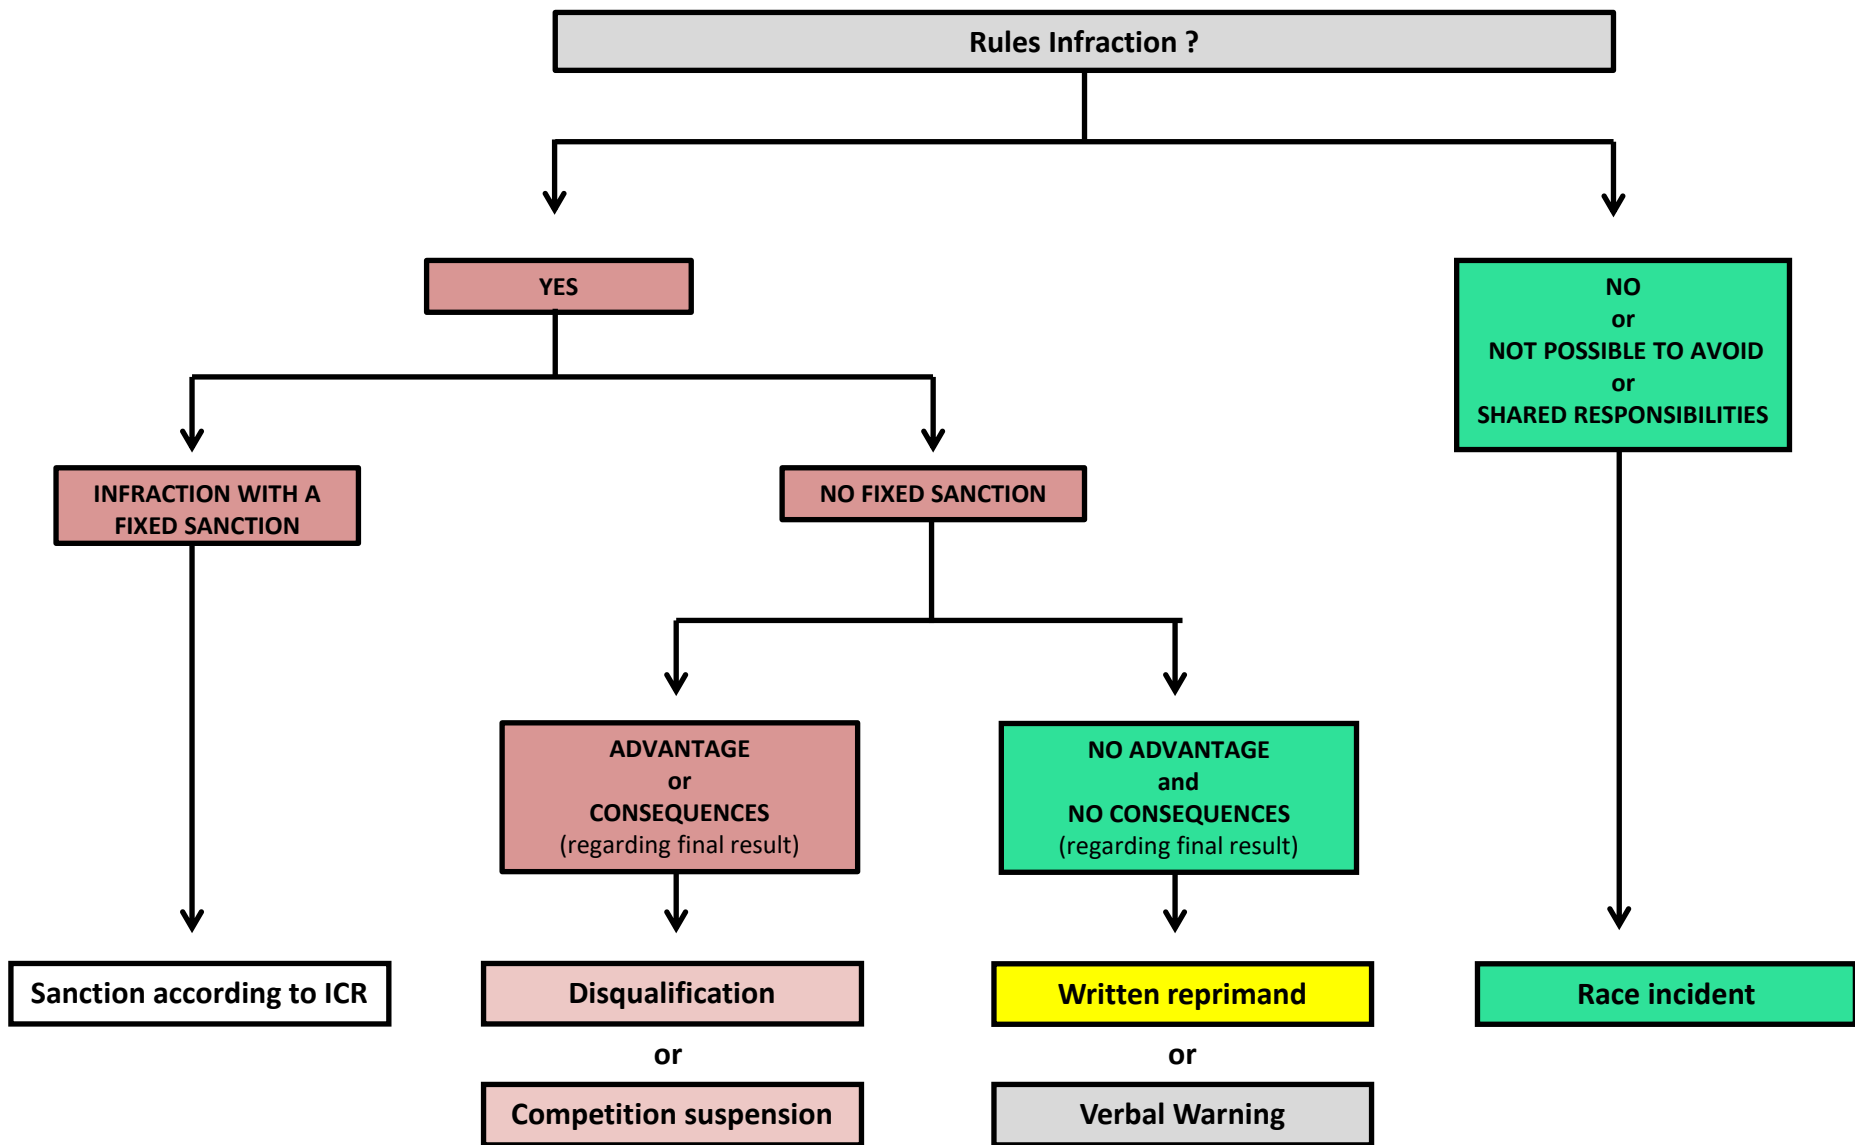 Rules Infraction ?
YES
NO
or
NOT POSSIBLE TO AVOID
or
SHARED RESPONSIBILITIES
INFRACTION WITH A
FIXED SANCTION
NO FIXED SANCTION
ADVANTAGE
or
CONSEQUENCES
(regarding final result)
NO ADVANTAGE
and
NO CONSEQUENCES
(regarding final result)
Sanction according to ICR
Disqualification
or
Competition suspension
Written reprimand
or
Verbal Warning
Race incident